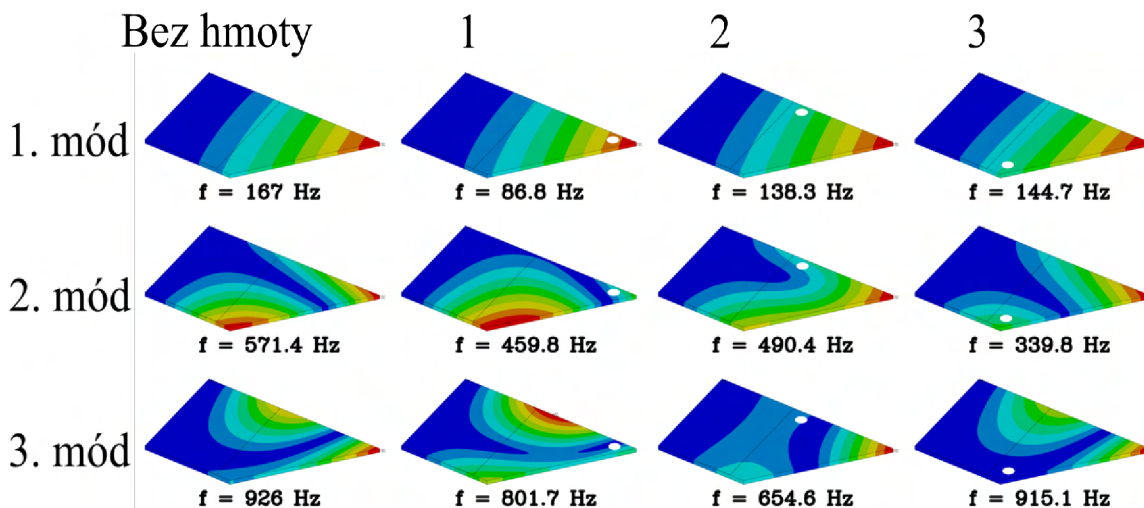 Bez hmoty 1 2 3
1. mód
f = 167 Hz f = 86.8 Hz f = 138.3 Hz f = 144.7 Hz
2. mód
f = 571.4 Hz f = 459.8 Hz f = 490.4 Hz f = 339.8 Hz
3. mód
f = 926 Hz f = 801.7 Hz f = 654.6 Hz f = 915.1 Hz